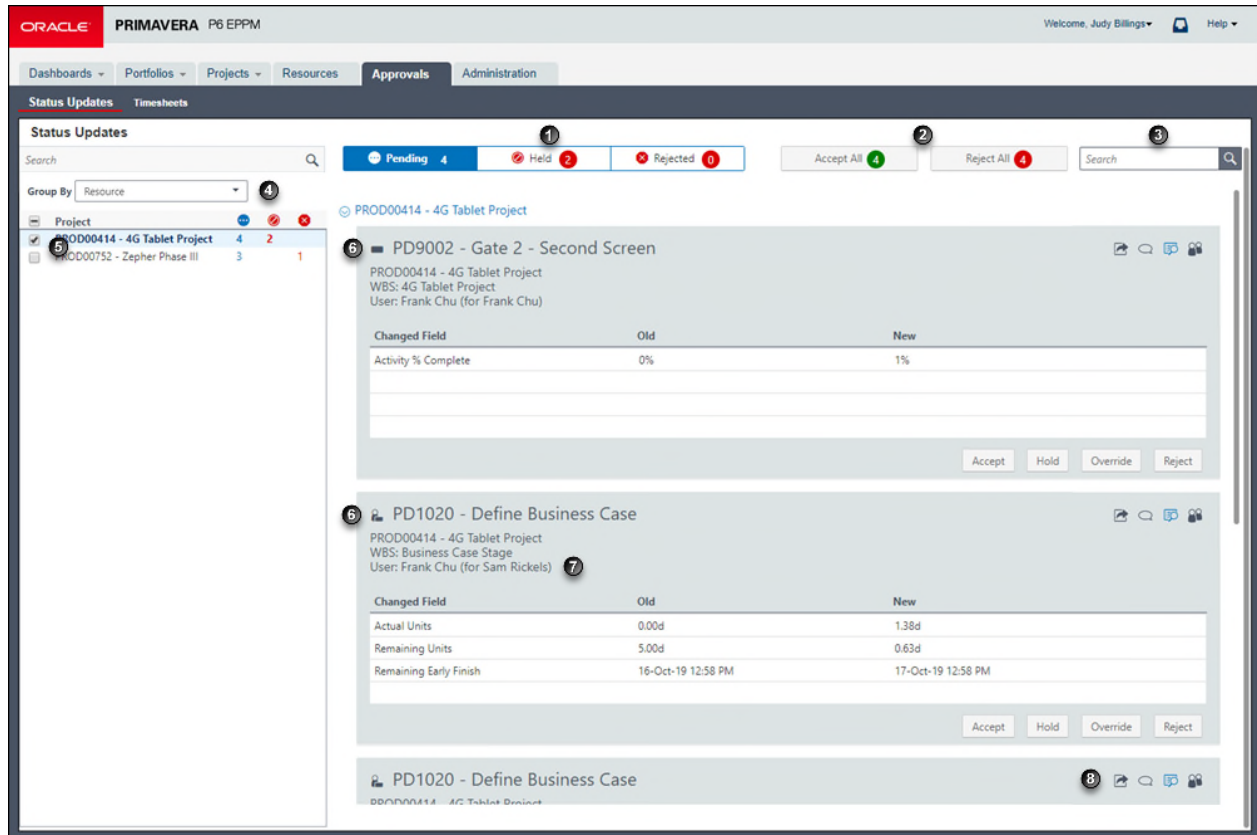 ORACLE PRIMAVERA P6 EPPM Welcome, Judy Billings Help
Dashboards Portfolios Projects Resources Approvals Administration
Status Updates Timesheets
Status Updates
1 2 3
Search
Pending 4 Held 2 Rejected 0 Accept All 4 Reject All 4 Search
Group By Resource 4
Project
PROD00414 - 4G Tablet Project 4 2
5
PROD00752 - Zepher Phase III 3 1
PROD00414 - 4G Tablet Project
6 PD9002 - Gate 2 - Second Screen
PROD00414 - 4G Tablet Project
WBS: 4G Tablet Project
User: Frank Chu (for Frank Chu)
Changed Field Old New
Activity % Complete 0% 1%
Accept Hold Override Reject
6 PD1020 - Define Business Case
PROD00414 - 4G Tablet Project
WBS: Business Case Stage
User: Frank Chu (for Sam Rickels) 7
Changed Field Old New
Actual Units 0.00d 1.38d
Remaining Units 5.00d 0.63d
Remaining Early Finish 16-Oct-19 12:58 PM 17-Oct-19 12:58 PM
Accept Hold Override Reject
PD1020 - Define Business Case 8
PROD00414 - 4G Tablet Project